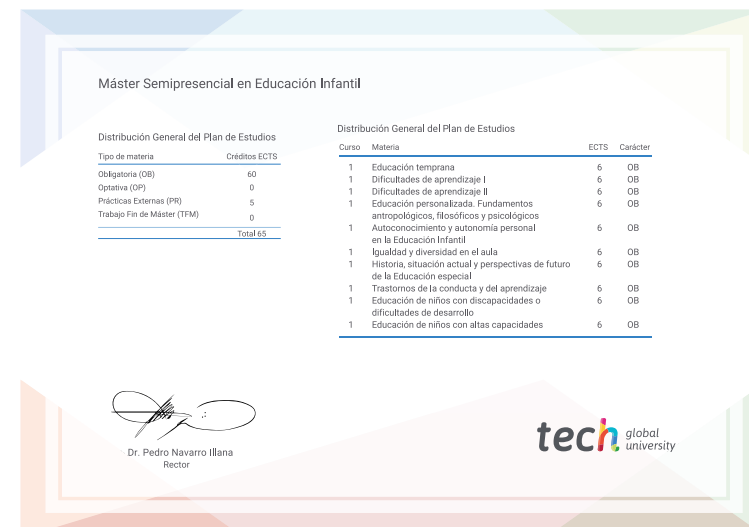 Máster Semipresencial en Educación Infantil
Distribución General del Plan de Estudios
Tipo de materia Créditos ECTS
Obligatoria (OB) 60
Optativa (OP) 0
Prácticas Externas (PR) 5
Trabajo Fin de Máster (TFM) 0
Total 65
Distribución General del Plan de Estudios
Curso Materia ECTS Carácter
1 Educación temprana 6 OB
1 Dificultades de aprendizaje I 6 OB
1 Dificultades de aprendizaje II 6 OB
1 Educación personalizada. Fundamentos 6 OB
antropológicos, filosóficos y psicológicos
1 Autoconocimiento y autonomía personal 6 OB
en la Educación Infantil
1 Igualdad y diversidad en el aula 6 OB
1 Historia, situación actual y perspectivas de futuro 6 OB
de la Educación especial
1 Trastornos de la conducta y del aprendizaje 6 OB
1 Educación de niños con discapacidades o 6 OB
dificultades de desarrollo
1 Educación de niños con altas capacidades 6 OB
Dr. Pedro Navarro Illana
Rector
tech global
university